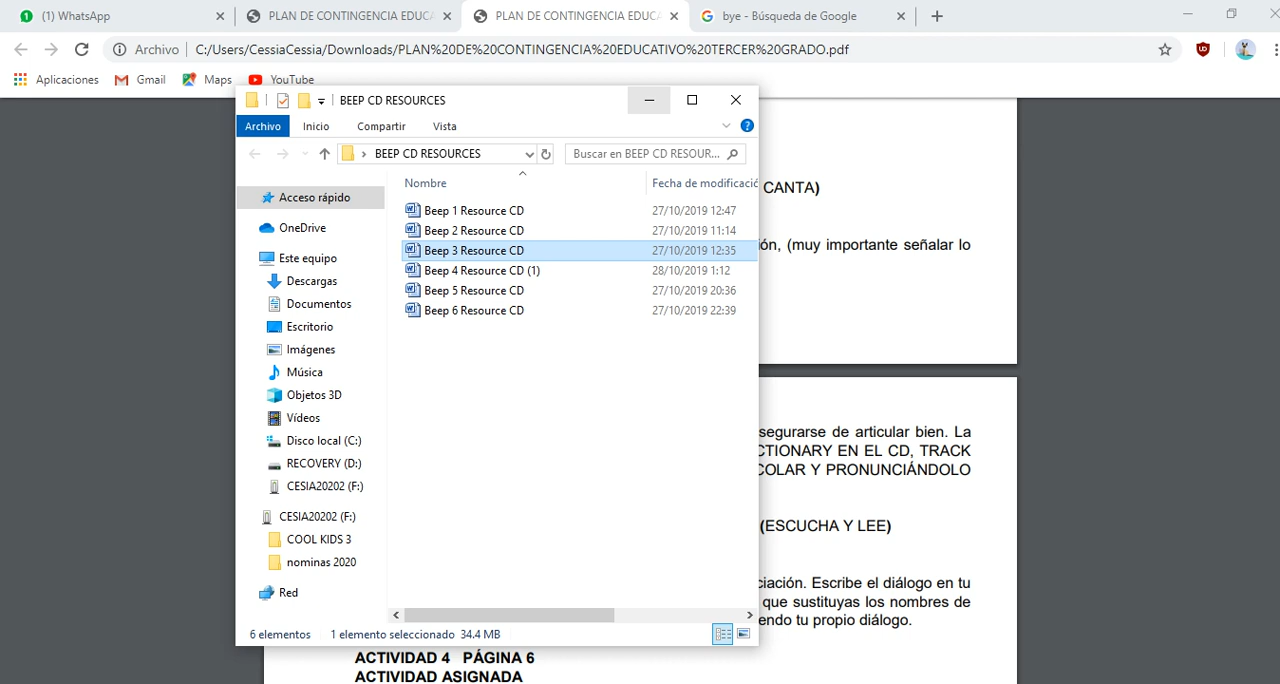 (1) WhatsApp
PLAN DE CONTINGENCIA EDUCA
PLAN DE CONTINGENCIA EDUCA
bye - Búsqueda de Google
Archivo
C:/Users/CessiaCessia/Downloads/PLAN%20DE%20CONTINGENCIA%20EDUCATIVO%20TERCER%20GRADO.pdf
Aplicaciones
Gmail
Maps
YouTube
BEEP CD RESOURCES
Archivo
Inicio
Compartir
Vista
BEEP CD RESOURCES
Buscar en BEEP CD RESOUR...
Nombre
Fecha de modificació
Acceso rápido
OneDrive
Este equipo
Descargas
Documentos
Escritorio
Imágenes
Música
Objetos 3D
Vídeos
Disco local (C:)
RECOVERY (D:)
CESIA20202 (F:)
CESIA20202 (F:)
COOL KIDS 3
nominas 2020
Red
Beep 1 Resource CD 27/10/2019 12:47
Beep 2 Resource CD 27/10/2019 11:14
Beep 3 Resource CD 27/10/2019 12:35
Beep 4 Resource CD (1) 28/10/2019 1:12
Beep 5 Resource CD 27/10/2019 20:36
Beep 6 Resource CD 27/10/2019 22:39
6 elementos 1 elemento seleccionado 34.4 MB
CANTA)
ón, (muy importante señalar lo
segurarse de articular bien. La
CTIONARY EN EL CD, TRACK
COLAR Y PRONUNCIÁNDOLO
(ESCUCHA Y LEE)
ciación. Escribe el diálogo en tu
que sustituyas los nombres de
endo tu propio diálogo.
ACTIVIDAD 4 PÁGINA 6
ACTIVIDAD ASIGNADA